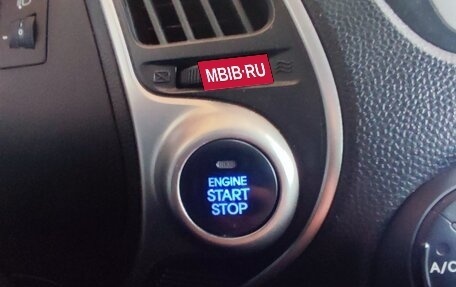 MBIB·RU
ENGINE
START
STOP
A/C